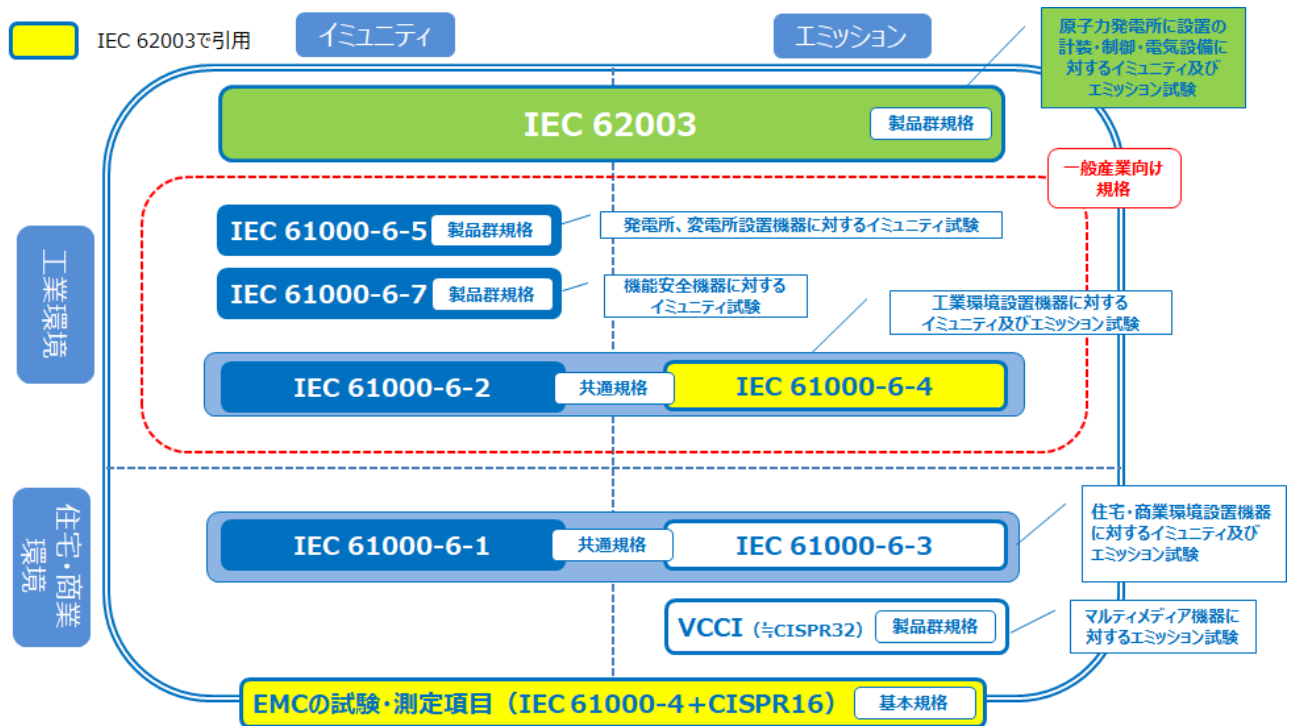 IEC 62003で引用
イミュニティ
エミッション
原子力発電所に設置の
計装・制御・電気設備に
対するイミュニティ及び
エミッション試験
IEC 62003
製品群規格
一般産業向け
規格
工業環境
IEC 61000-6-5 製品群規格
発電所、変電所設置機器に対するイミュニティ試験
IEC 61000-6-7 製品群規格
機能安全機器に対する
イミュニティ試験
工業環境設置機器に対する
イミュニティ及びエミッション試験
IEC 61000-6-2 共通規格 IEC 61000-6-4
住宅・商業
環境
IEC 61000-6-1 共通規格 IEC 61000-6-3
住宅・商業環境設置機器
に対するイミュニティ及び
エミッション試験
VCCI (≒CISPR32) 製品群規格
マルティメディア機器に
対するエミッション試験
EMCの試験・測定項目（IEC 61000-4+CISPR16） 基本規格